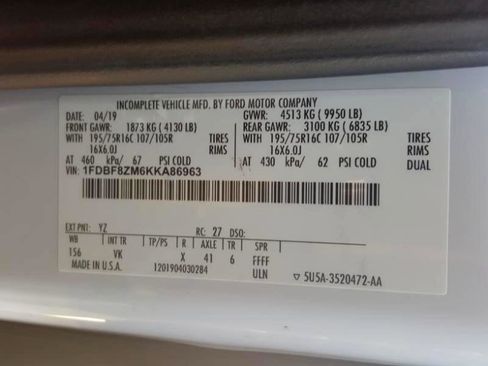 INCOMPLETE VEHICLE MFD. BY FORD MOTOR COMPANY
DATE: 04/19 GVWR: 4513 KG ( 9950 LB)
FRONT GAWR: 1873 KG ( 4130 LB) REAR GAWR: 3100 KG ( 6835 LB)
WITH 195/75R16C 107/105R TIRES WITH 195/75R16C 107/105R TIRES
16X6.0J RIMS 16X6.0J RIMS
AT 460 kPa/ 67 PSI COLD AT 430 kPa/ 62 PSI COLD DUAL
VIN: 1FDBF8ZM6KKA86963
EXT PNT: YZ RC: 27 DSO:
WB INT TR TP/PS R AXLE TR SPR
156 VK X 41 6 FFFF
MADE IN U.S.A. 1201904030284 ULN ▽ 5U5A-3520472-AA